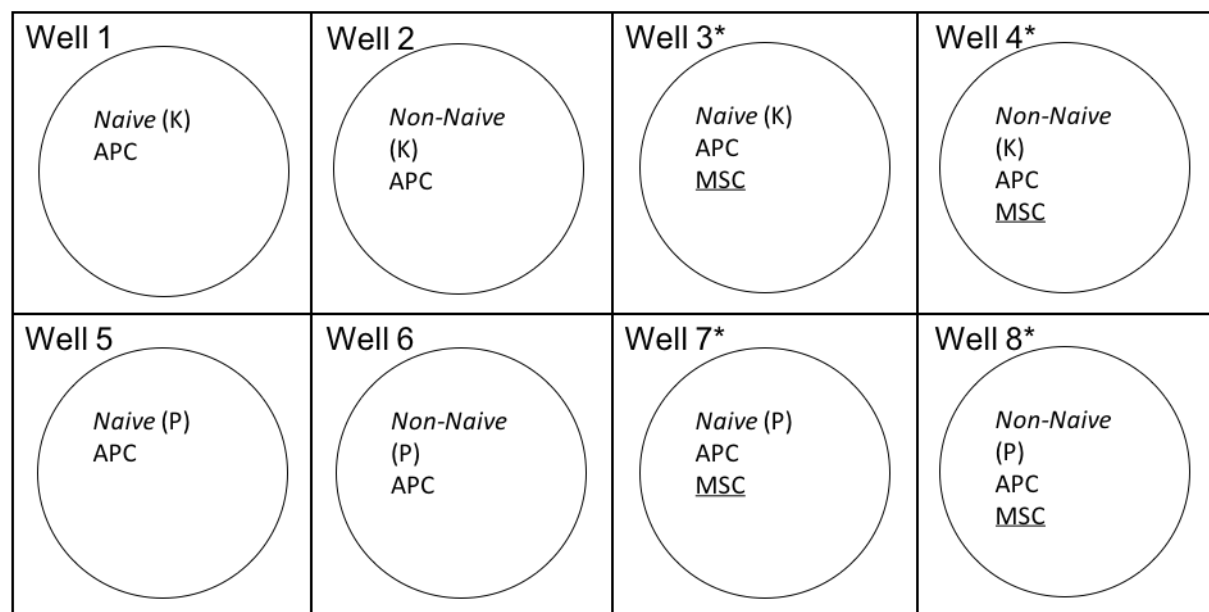 Well 1
Naive (K)
APC
Well 2
Non-Naive
(K)
APC
Well 3*
Naive (K)
APC
MSC
Well 4*
Non-Naive
(K)
APC
MSC
Well 5
Naive (P)
APC
Well 6
Non-Naive
(P)
APC
Well 7*
Naive (P)
APC
MSC
Well 8*
Non-Naive
(P)
APC
MSC